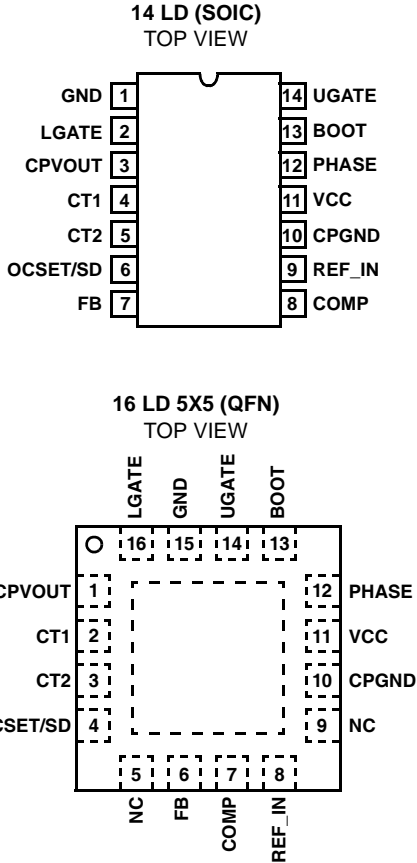 14 LD (SOIC)
TOP VIEW
GND 1 14 UGATE
LGATE 2 13 BOOT
CPVOUT 3 12 PHASE
CT1 4 11 VCC
CT2 5 10 CPGND
OCSET/SD 6 9 REF_IN
FB 7 8 COMP
16 LD 5X5 (QFN)
TOP VIEW
LGATE GND UGATE BOOT
16 15 14 13
CPVOUT 1 12 PHASE
CT1 2 11 VCC
CT2 3 10 CPGND
CSET/SD 4 9 NC
5 6 7 8
NC FB COMP REF_IN